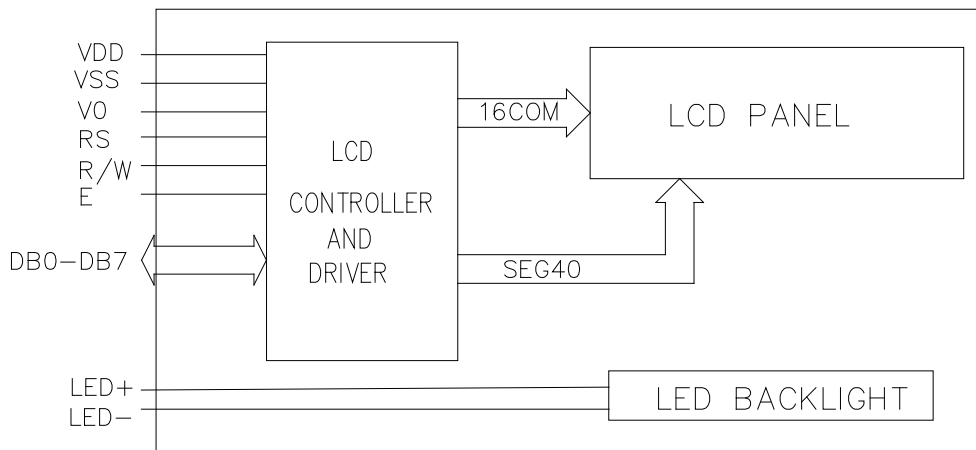 VDD
VSS
V0
RS
R/W
E
DB0-DB7
LED+
LED-
LCD
CONTROLLER
AND
DRIVER
16COM
SEG40
LCD PANEL
LED BACKLIGHT